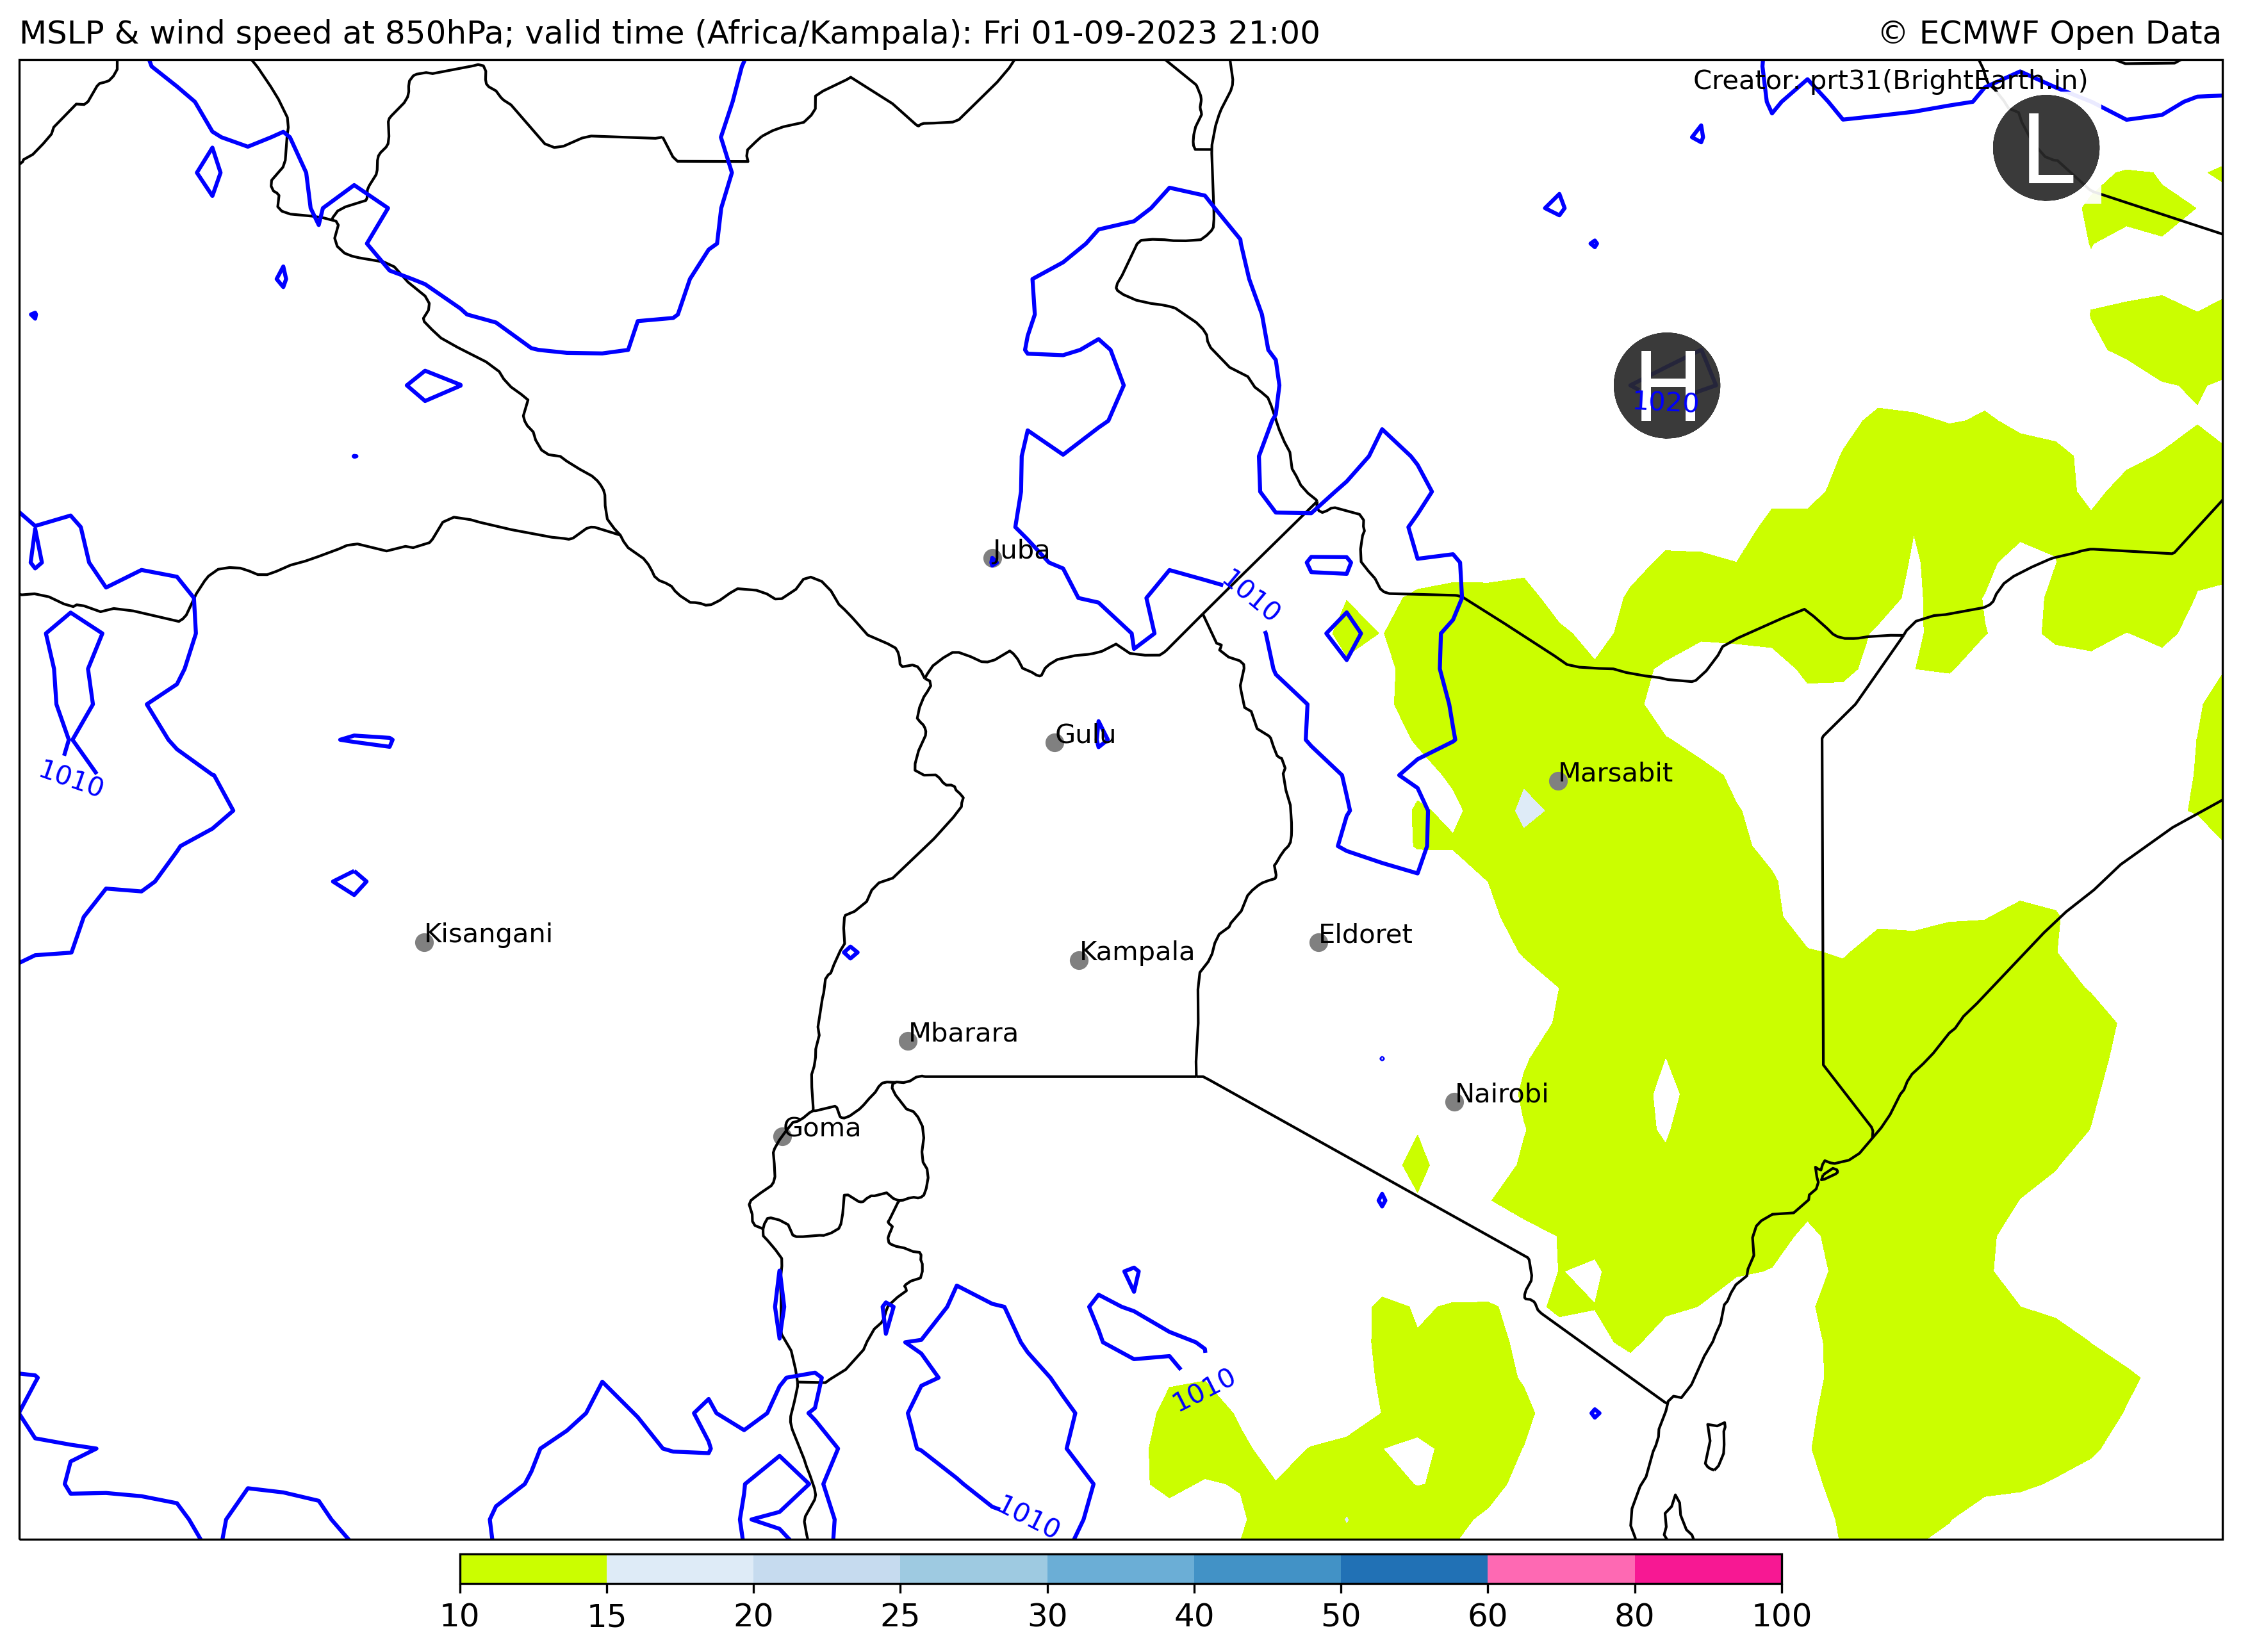 MSLP & wind speed at 850hPa; valid time (Africa/Kampala): Fri 01-09-2023 21:00
© ECMWF Open Data
Creator: prt31(BrightEarth.in)
L
H
1020
Juba
1010
Gulu
Marsabit
1010
Kisangani
Eldoret
Kampala
Mbarara
Nairobi
Goma
1010
1010
10 15 20 25 30 40 50 60 80 100